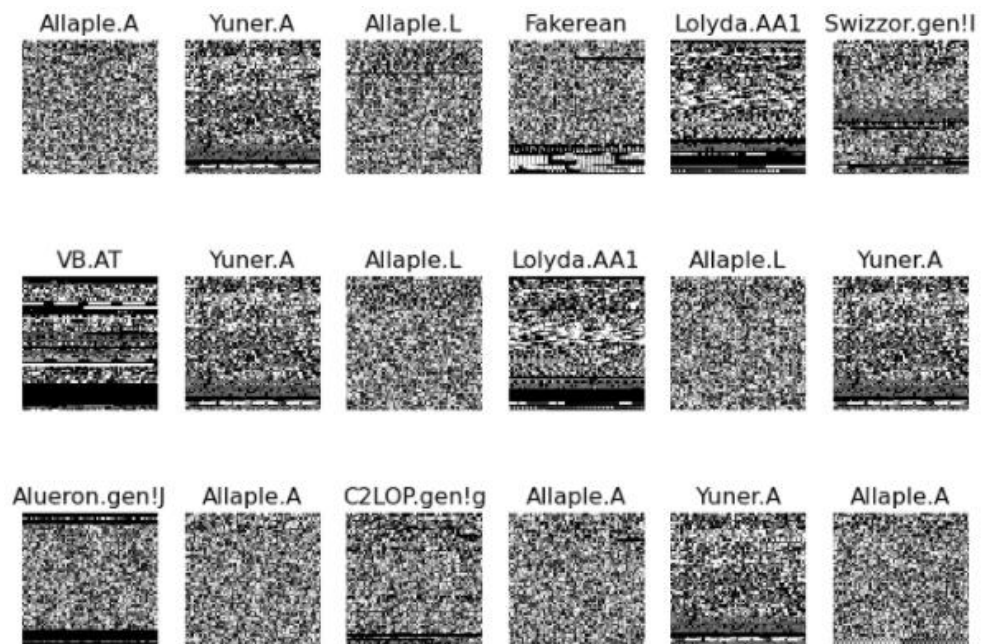 Allaple.A Yuner.A Allaple.L Fakerean Lolyda.AA1 Swizzor.gen!I
VB.AT Yuner.A Allaple.L Lolyda.AA1 Allaple.L Yuner.A
Alueron.gen!J Allaple.A C2LOP.gen!g Allaple.A Yuner.A Allaple.A